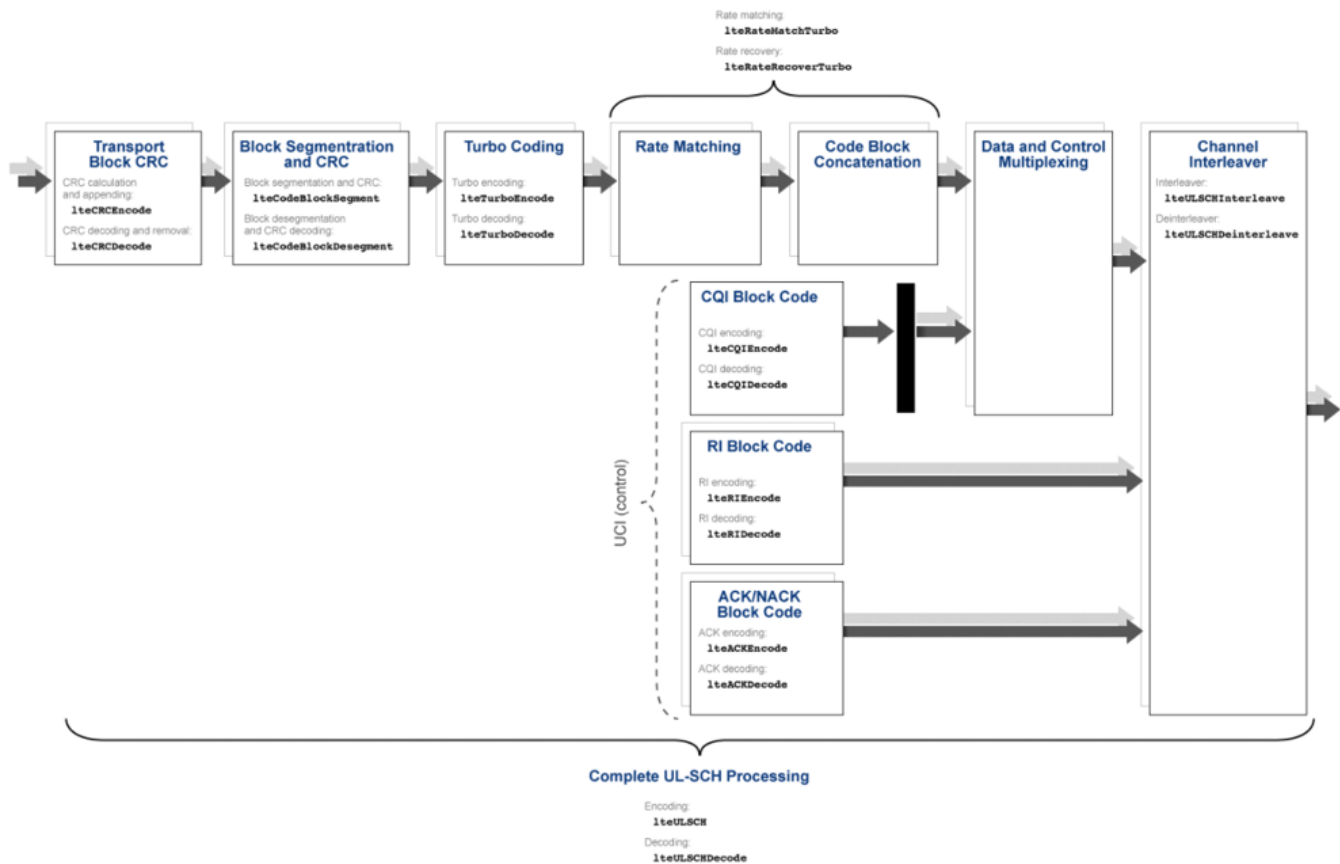 Rate matching:
lteRateMatchTurbo
Rate recovery:
lteRateRecoverTurbo
Transport
Block CRC
CRC calculation
and appending:
lteCRCEncode
CRC decoding and removal:
lteCRCDecode
Block Segmentration
and CRC
Block segmentation and CRC:
lteCodeBlockSegment
Block desegmentation
and CRC decoding:
lteCodeBlockDesegment
Turbo Coding
Turbo encoding:
lteTurboEncode
Turbo decoding:
lteTurboDecode
Rate Matching
Code Block
Concatenation
Data and Control
Multiplexing
Channel
Interleaver
Interleaver:
lteULSCHInterleave
Deinterleaver:
lteULSCHDeinterleave
UCI (control)
CQI Block Code
CQI encoding:
lteCQIEncode
CQI decoding:
lteCQIDecode
RI Block Code
RI encoding:
lteRIEncode
RI decoding:
lteRIDecode
ACK/NACK
Block Code
ACK encoding:
lteACKEncode
ACK decoding:
lteACKDecode
Complete UL-SCH Processing
Encoding:
lteULSCH
Decoding:
lteULSCHDecode